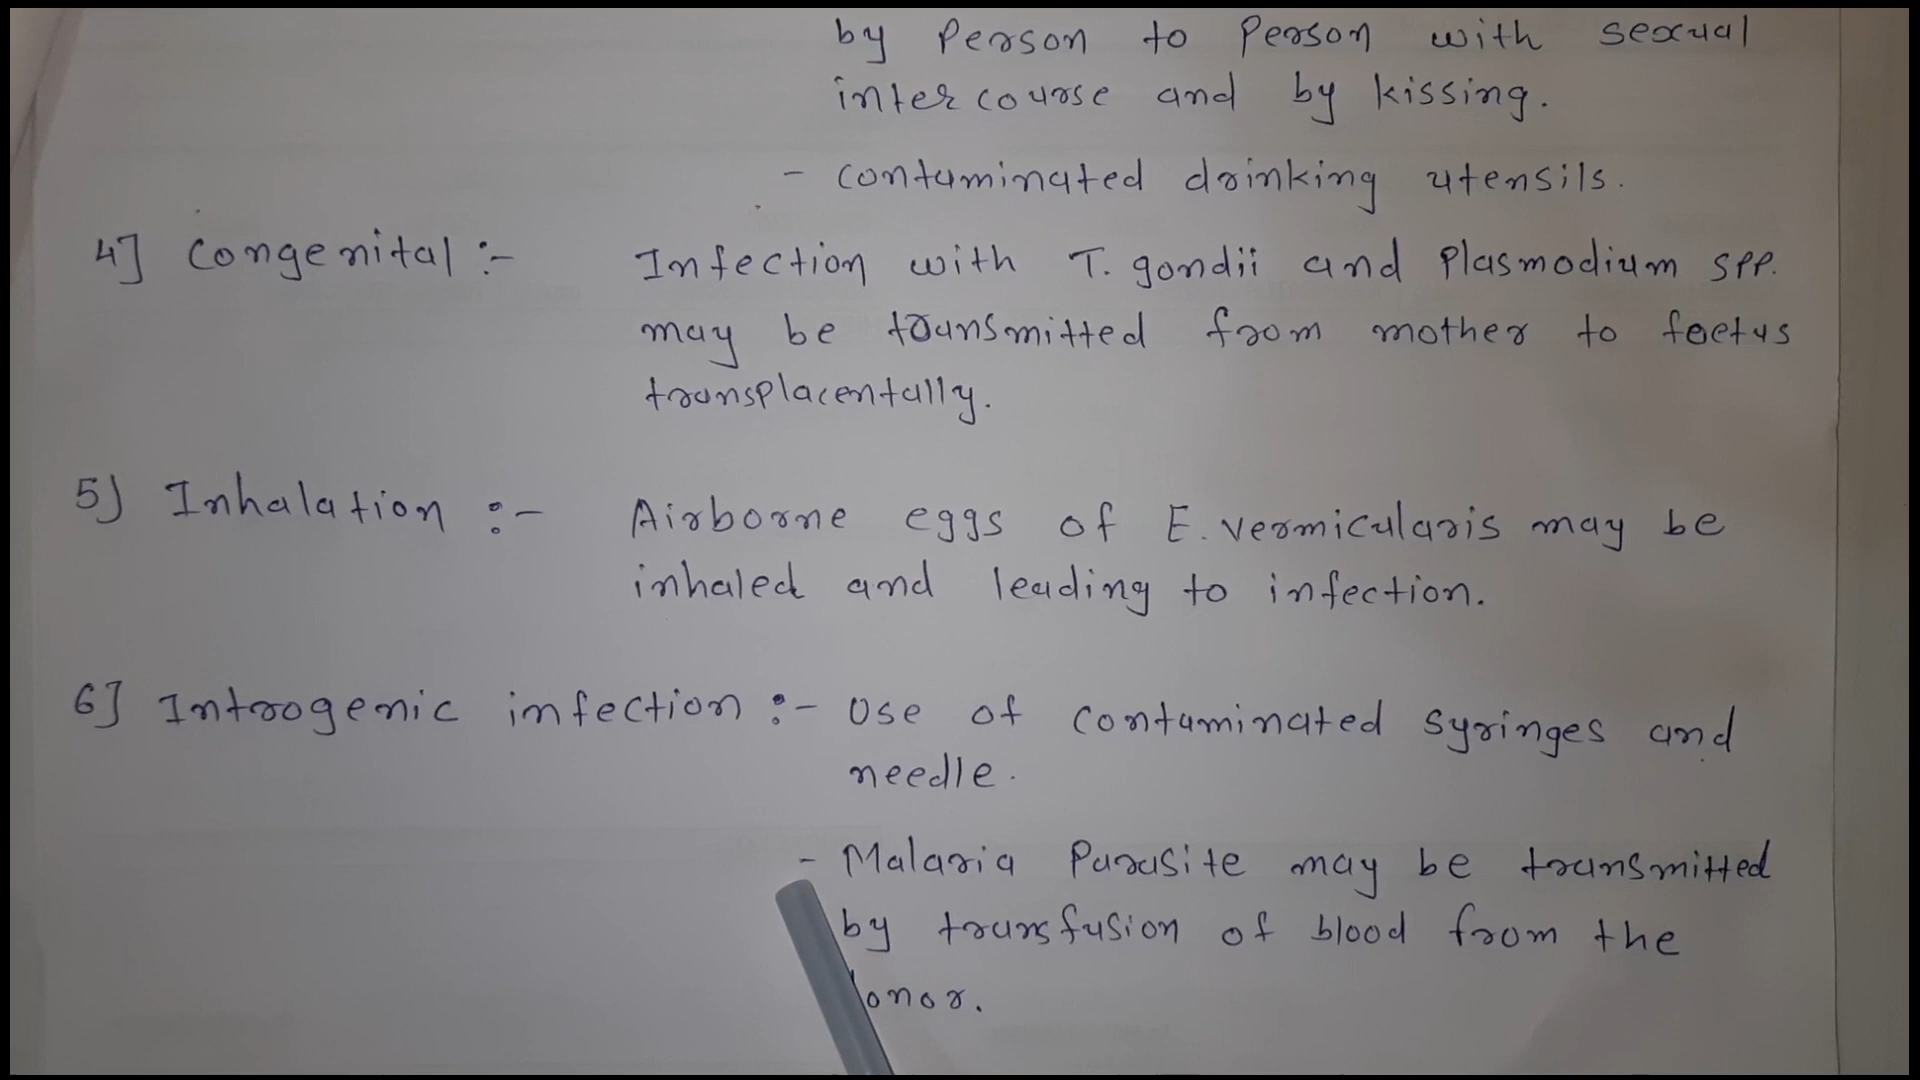 by Person to Person with sexual
intercourse and by kissing.
- contaminated drinking utensils.
4] Congenital :- Infection with T. gondii and Plasmodium spp.
may be transmitted from mother to foetus
transplacentally.
5) Inhalation :- Airborne eggs of E. vermicularis may be
inhaled and leading to infection.
6] Introgenic infection :- Use of contaminated syringes and
needle.
- Malaria Parasite may be transmitted
by transfusion of blood from the
donor.